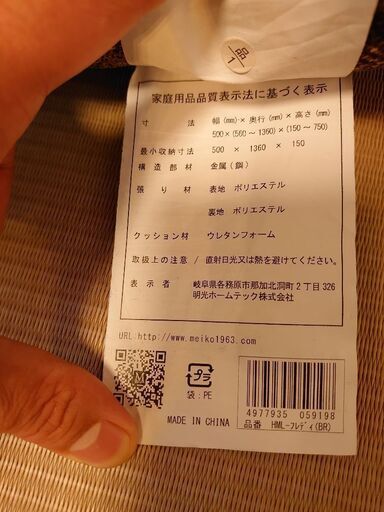 品
1
家庭用品品質表示法に基づく表示
寸法 幅(mm)×奥行(mm)×高さ(mm)
500×(560~1360)×(150~750)
最小収納寸法 500 × 1360 × 150
構造部材 金属(鋼)
張り材 表地 ポリエステル
裏地 ポリエステル
クッション材 ウレタンフォーム
取扱上の注意 / 直射日光又は熱を避けてください。
表示者 岐阜県各務原市那加北洞町2丁目326
明光ホームテック株式会社
URL:http://www.meiko1963.com
M
プラ
袋:PE
MADE IN CHINA
4977935 059198
品番 HML-フレディ(BR)